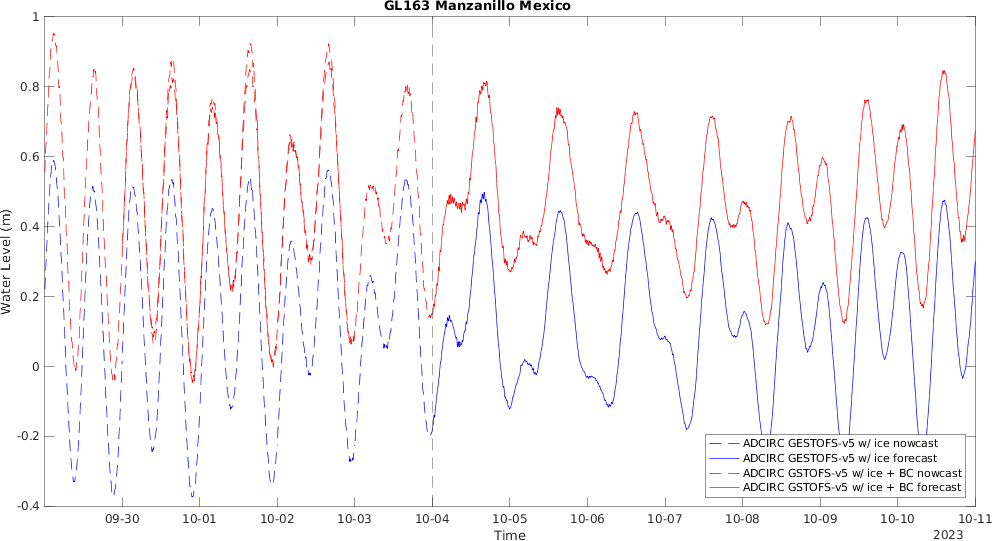 GL163 Manzanillo Mexico
1
0.8
0.6
0.4
0.2
0
-0.2
-0.4
Water Level (m)
ADCIRC GESTOFS-v5 w/ ice nowcast
ADCIRC GESTOFS-v5 w/ ice forecast
ADCIRC GSTOFS-v5 w/ ice + BC nowcast
ADCIRC GSTOFS-v5 w/ ice + BC forecast
09-30 10-01 10-02 10-03 10-04 10-05 10-06 10-07 10-08 10-09 10-10 10-11
Time
2023